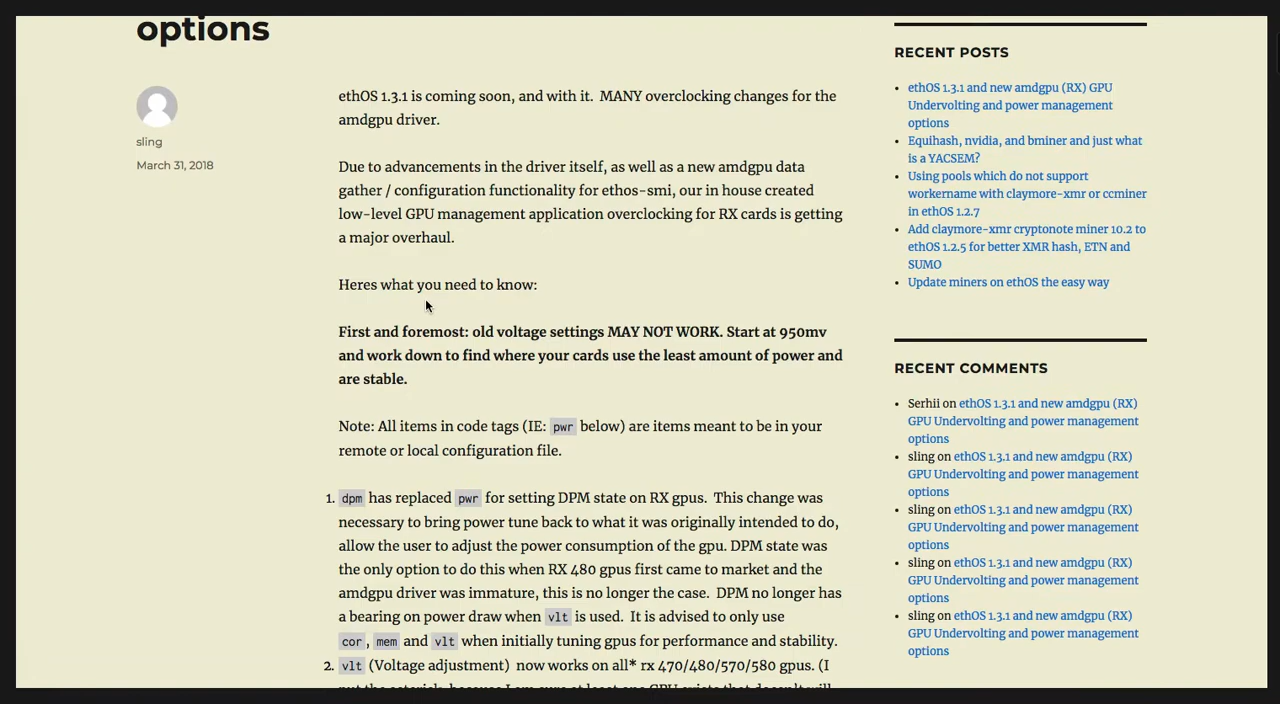 options
sling
March 31, 2018
ethOS 1.3.1 is coming soon, and with it.  MANY overclocking changes for the
amdgpu driver.
Due to advancements in the driver itself, as well as a new amdgpu data
gather / configuration functionality for ethos-smi, our in house created
low-level GPU management application overclocking for RX cards is getting
a major overhaul.
Heres what you need to know:
First and foremost: old voltage settings MAY NOT WORK. Start at 950mv
and work down to find where your cards use the least amount of power and
are stable.
Note: All items in code tags (IE: pwr below) are items meant to be in your
remote or local configuration file.
1. dpm has replaced pwr for setting DPM state on RX gpus.  This change was
necessary to bring power tune back to what it was originally intended to do,
allow the user to adjust the power consumption of the gpu. DPM state was
the only option to do this when RX 480 gpus first came to market and the
amdgpu driver was immature, this is no longer the case.  DPM no longer has
a bearing on power draw when vlt is used.  It is advised to only use
cor, mem and vlt when initially tuning gpus for performance and stability.
2. vlt (Voltage adjustment)  now works on all* rx 470/480/570/580 gpus. (I
put the asterisk, because I am sure at least one GPU exists that doesn't will
RECENT POSTS
ethOS 1.3.1 and new amdgpu (RX) GPU
Undervolting and power management
options
Equihash, nvidia, and bminer and just what
is a YACSEM?
Using pools which do not support
workername with claymore-xmr or ccminer
in ethOS 1.2.7
Add claymore-xmr cryptonote miner 10.2 to
ethOS 1.2.5 for better XMR hash, ETN and
SUMO
Update miners on ethOS the easy way
RECENT COMMENTS
Serhii on ethOS 1.3.1 and new amdgpu (RX)
GPU Undervolting and power management
options
sling on ethOS 1.3.1 and new amdgpu (RX)
GPU Undervolting and power management
options
sling on ethOS 1.3.1 and new amdgpu (RX)
GPU Undervolting and power management
options
sling on ethOS 1.3.1 and new amdgpu (RX)
GPU Undervolting and power management
options
sling on ethOS 1.3.1 and new amdgpu (RX)
GPU Undervolting and power management
options